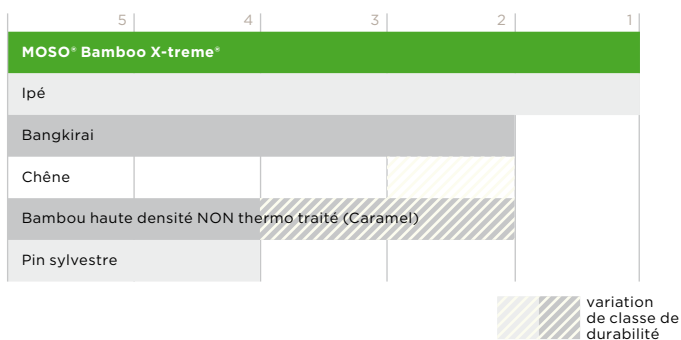 5 4 3 2 1
MOSO® Bamboo X-treme®
Ipé
Bangkirai
Chêne
Bambou haute densité NON thermo traité (Caramel)
Pin sylvestre
variation
de classe de
durabilité